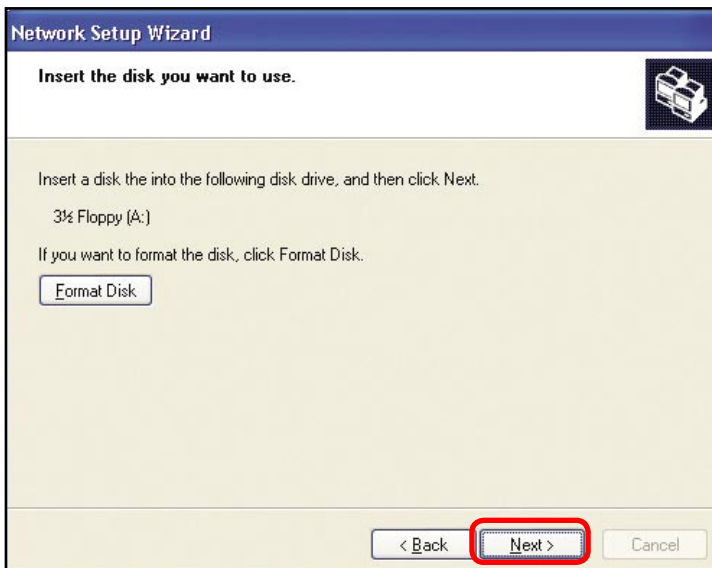 Network Setup Wizard
Insert the disk you want to use.
Insert a disk the into the following disk drive, and then click Next.
3½ Floppy (A:)
If you want to format the disk, click Format Disk.
Format Disk
< Back Next > Cancel